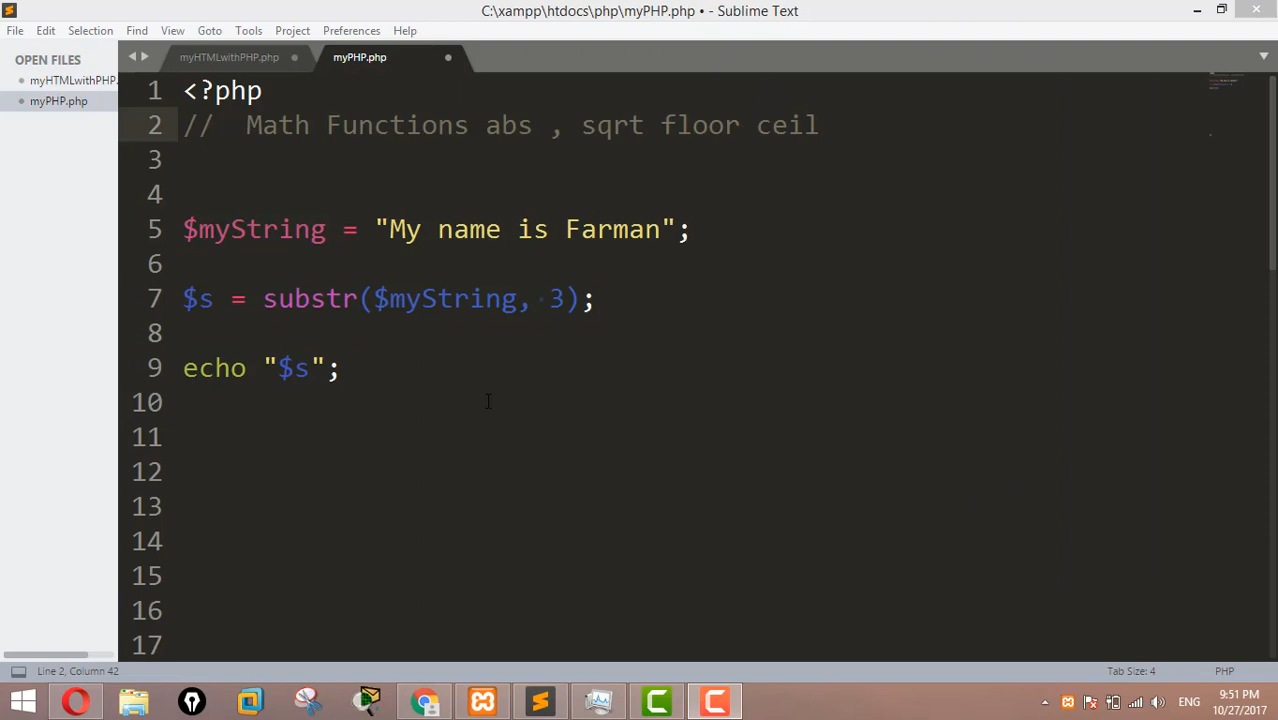 C:\xampp\htdocs\php\myPHP.php • - Sublime Text
File Edit Selection Find View Goto Tools Project Preferences Help
OPEN FILES
myHTMLwithPHP.
myPHP.php
myHTMLwithPHP.php
myPHP.php
1 <?php
2 //  Math Functions abs , sqrt floor ceil
3
4
5 $myString = "My name is Farman";
6
7 $s = substr($myString, 3);
8
9 echo "$s";
10
11
12
13
14
15
16
17
Line 2, Column 42
Tab Size: 4
PHP
ENG
9:51 PM
10/27/2017